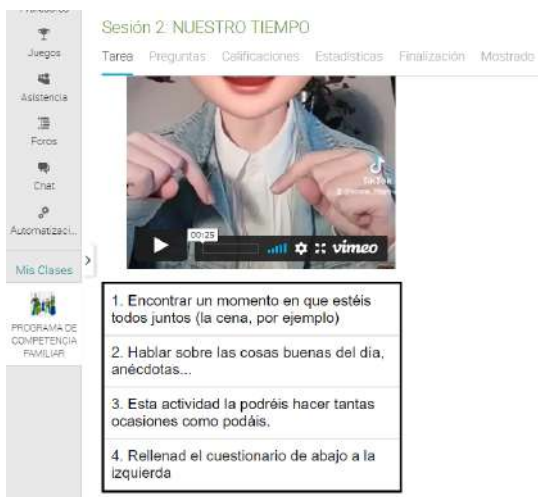 Sesión 2: NUESTRO TIEMPO
Juegos
Tarea Preguntas Calificaciones Estadísticas Finalización Mostrado
Asistencia
Foros
Chat
Automatizaci...
TikTok
00:25
vimeo
Mis Clases
PROGRAMA DE
COMPETENCIA
FAMILIAR
1. Encontrar un momento en que estéis
todos juntos (la cena, por ejemplo)
2. Hablar sobre las cosas buenas del día,
anécdotas...
3. Esta actividad la podréis hacer tantas
ocasiones como podáis.
4. Rellenad el cuestionario de abajo a la
izquierda